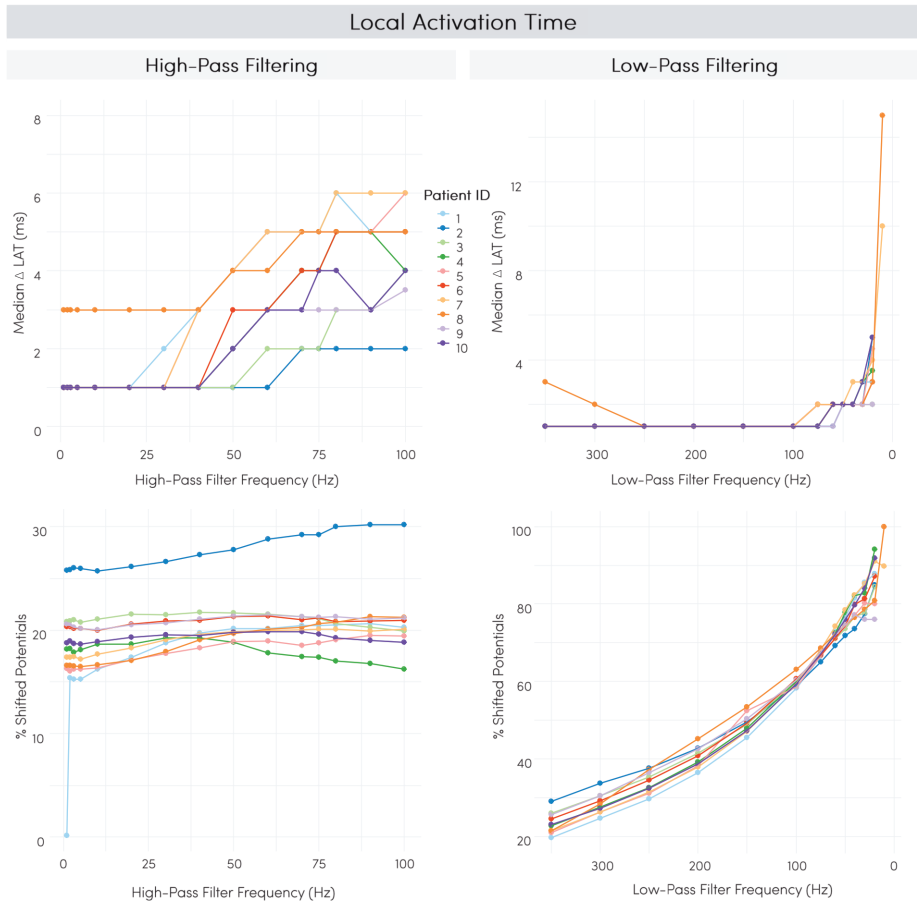 Local Activation Time
High-Pass Filtering
Low-Pass Filtering
Median Δ LAT (ms)
8
6
4
2
0
0 25 50 75 100
High-Pass Filter Frequency (Hz)
Patient ID
1
2
3
4
5
6
7
8
9
10
Median Δ LAT (ms)
12
8
4
300 200 100 0
Low-Pass Filter Frequency (Hz)
% Shifted Potentials
30
20
10
0
0 25 50 75 100
High-Pass Filter Frequency (Hz)
% Shifted Potentials
100
80
60
40
20
300 200 100 0
Low-Pass Filter Frequency (Hz)